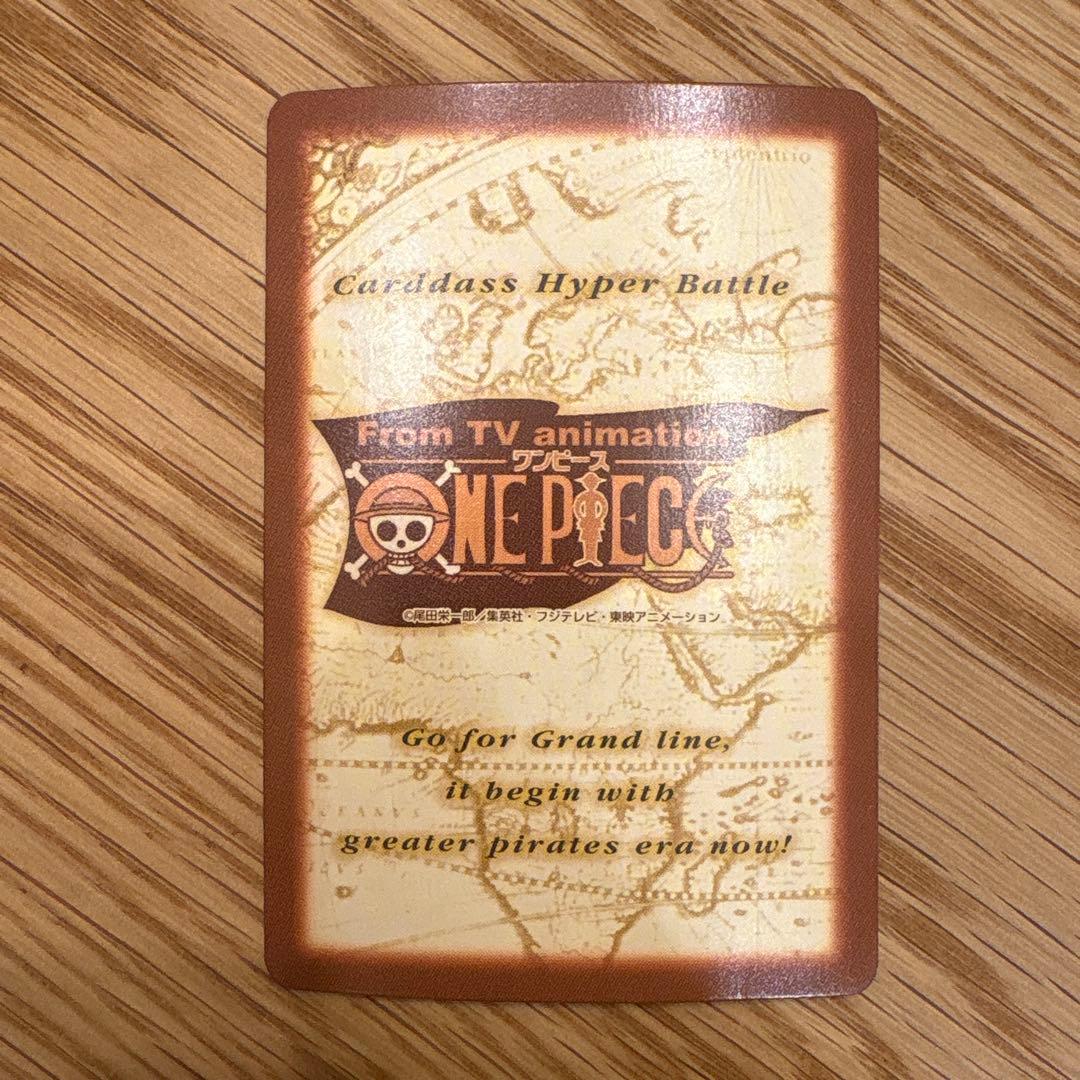 Carddass Hyper Battle
From TV animation
ワンピース
ONE PIECE
©尾田栄一郎／集英社・フジテレビ・東映アニメーション
Go for Grand line,
it begin with
greater pirates era now!